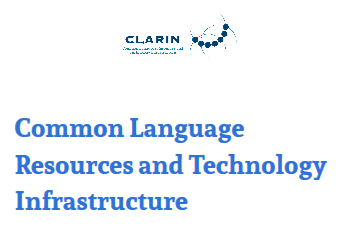 CLARIN
Common Language
Resources and Technology
Infrastructure